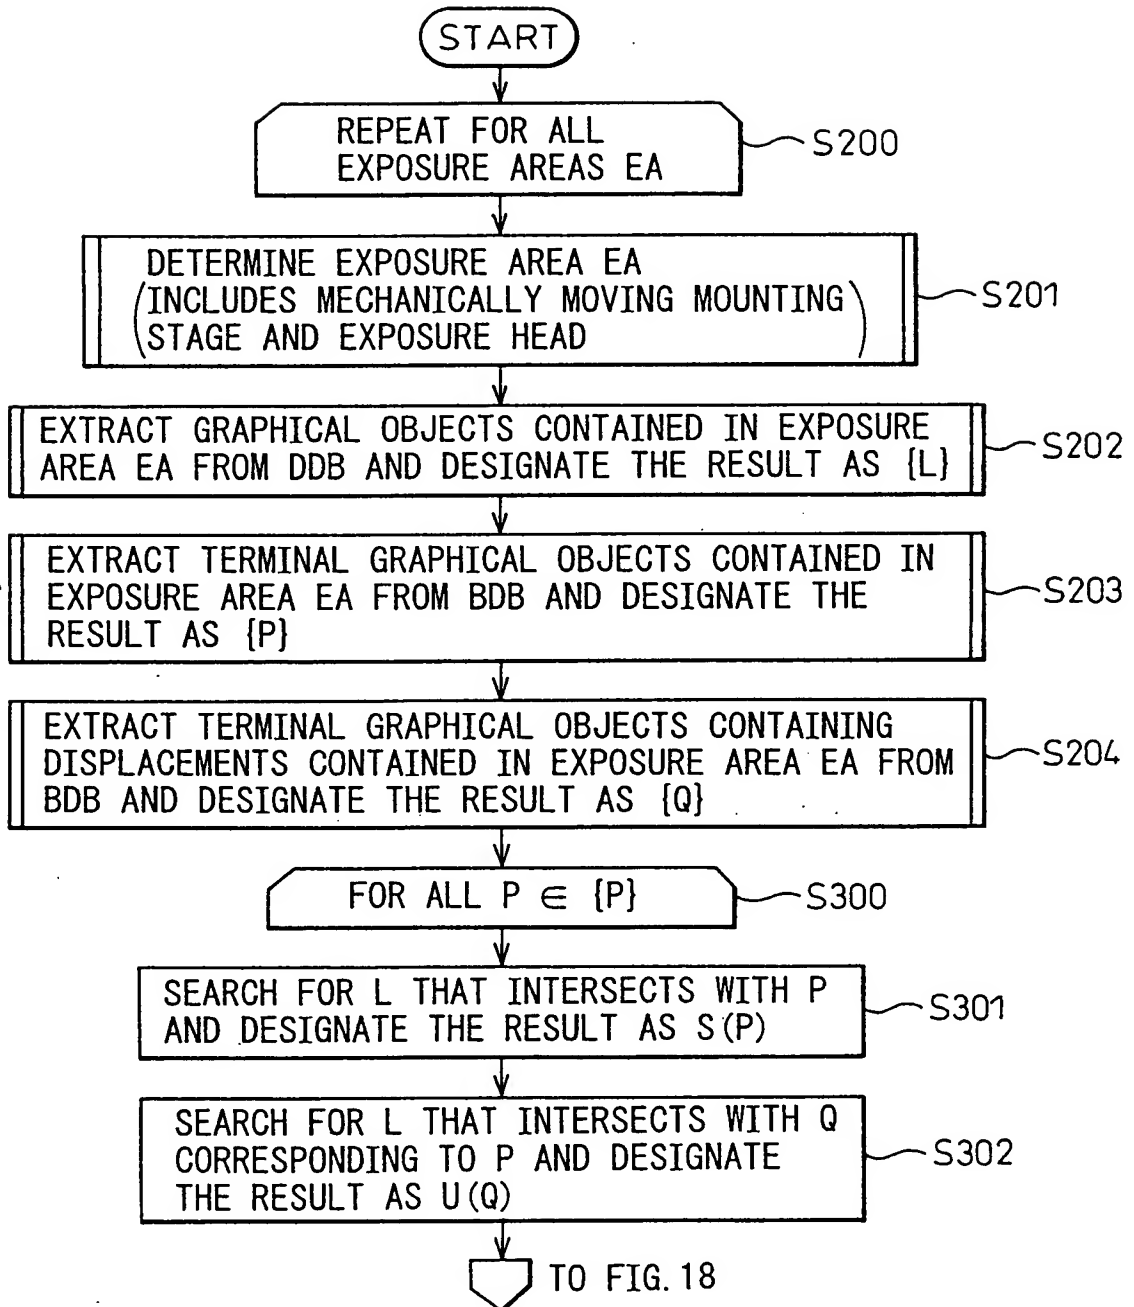 START
REPEAT FOR ALL
EXPOSURE AREAS EA
S200
DETERMINE EXPOSURE AREA EA
(INCLUDES MECHANICALLY MOVING MOUNTING
STAGE AND EXPOSURE HEAD)
S201
EXTRACT GRAPHICAL OBJECTS CONTAINED IN EXPOSURE
AREA EA FROM DDB AND DESIGNATE THE RESULT AS {L}
S202
EXTRACT TERMINAL GRAPHICAL OBJECTS CONTAINED IN
EXPOSURE AREA EA FROM BDB AND DESIGNATE THE
RESULT AS {P}
S203
EXTRACT TERMINAL GRAPHICAL OBJECTS CONTAINING
DISPLACEMENTS CONTAINED IN EXPOSURE AREA EA FROM
BDB AND DESIGNATE THE RESULT AS {Q}
S204
FOR ALL P ∈ {P}
S300
SEARCH FOR L THAT INTERSECTS WITH P
AND DESIGNATE THE RESULT AS S(P)
S301
SEARCH FOR L THAT INTERSECTS WITH Q
CORRESPONDING TO P AND DESIGNATE
THE RESULT AS U(Q)
S302
TO FIG. 18